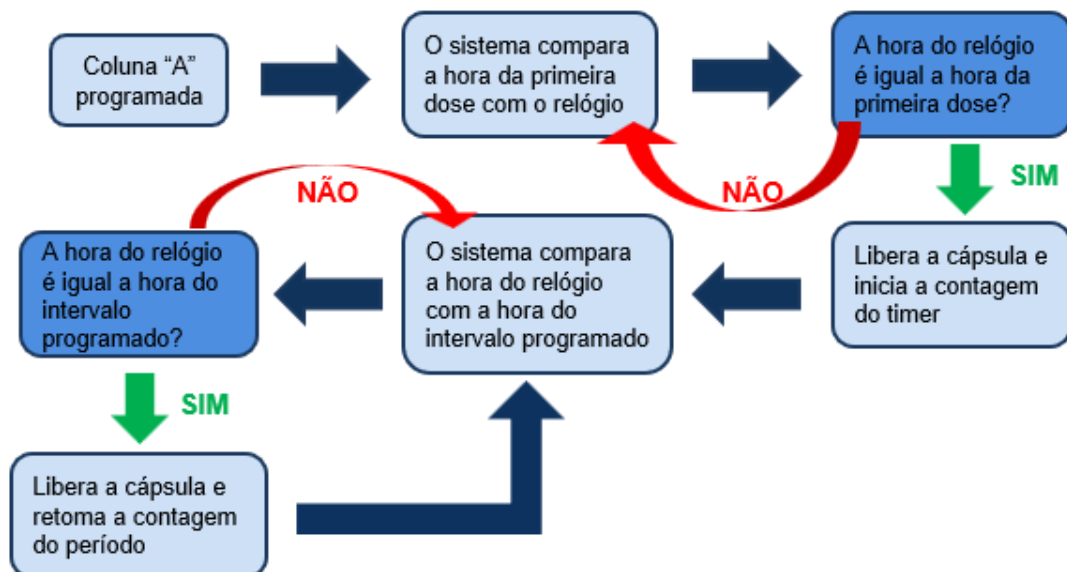 Coluna “A”
programada
O sistema compara
a hora da primeira
dose com o relógio
A hora do relógio
é igual a hora da
primeira dose?
NÃO
SIM
Libera a cápsula e
inicia a contagem
do timer
O sistema compara
a hora do relógio
com a hora do
intervalo programado
NÃO
A hora do relógio
é igual a hora do
intervalo
programado?
SIM
Libera a cápsula e
retoma a contagem
do período